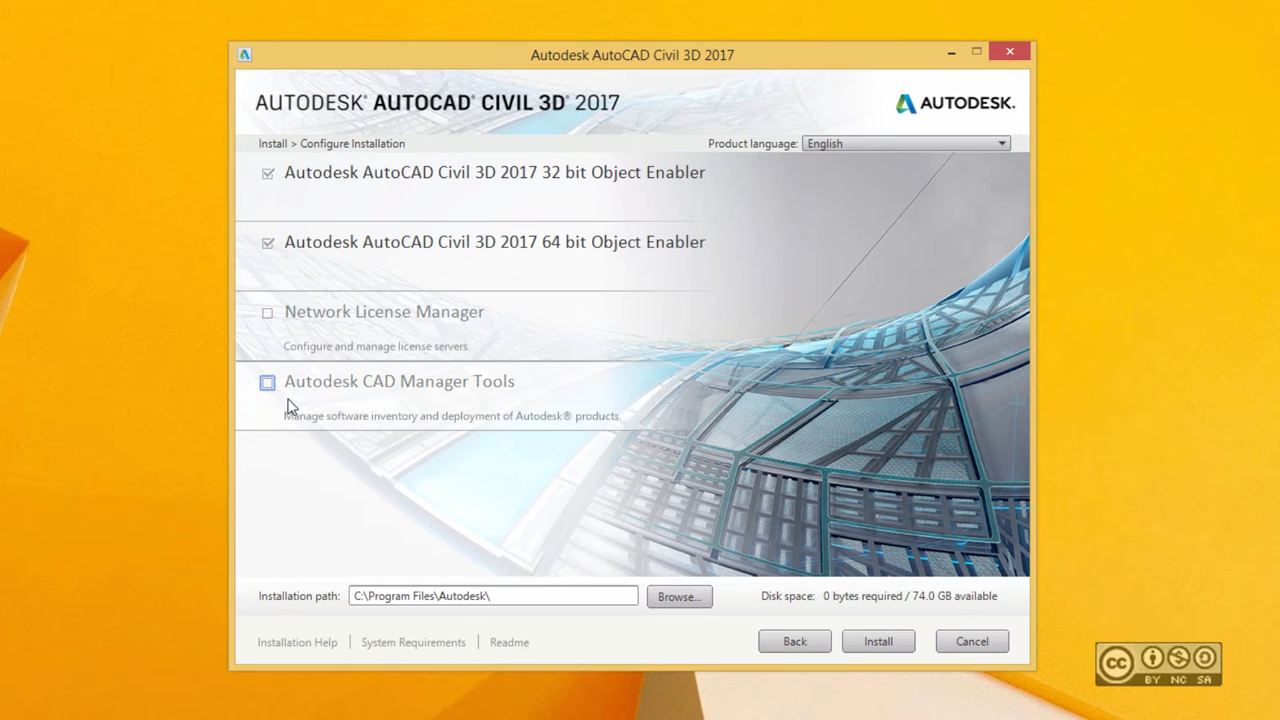 Autodesk AutoCAD Civil 3D 2017
AUTODESK® AUTOCAD® CIVIL 3D® 2017
AUTODESK.
Install > Configure Installation
Product language: English
Autodesk AutoCAD Civil 3D 2017 32 bit Object Enabler
Autodesk AutoCAD Civil 3D 2017 64 bit Object Enabler
Network License Manager
Configure and manage license servers.
Autodesk CAD Manager Tools
Manage software inventory and deployment of Autodesk® products.
Installation path: C:\Program Files\Autodesk\ Browse... Disk space: 0 bytes required / 74.0 GB available
Installation Help | System Requirements | Readme Back Install Cancel
cc BY NC SA